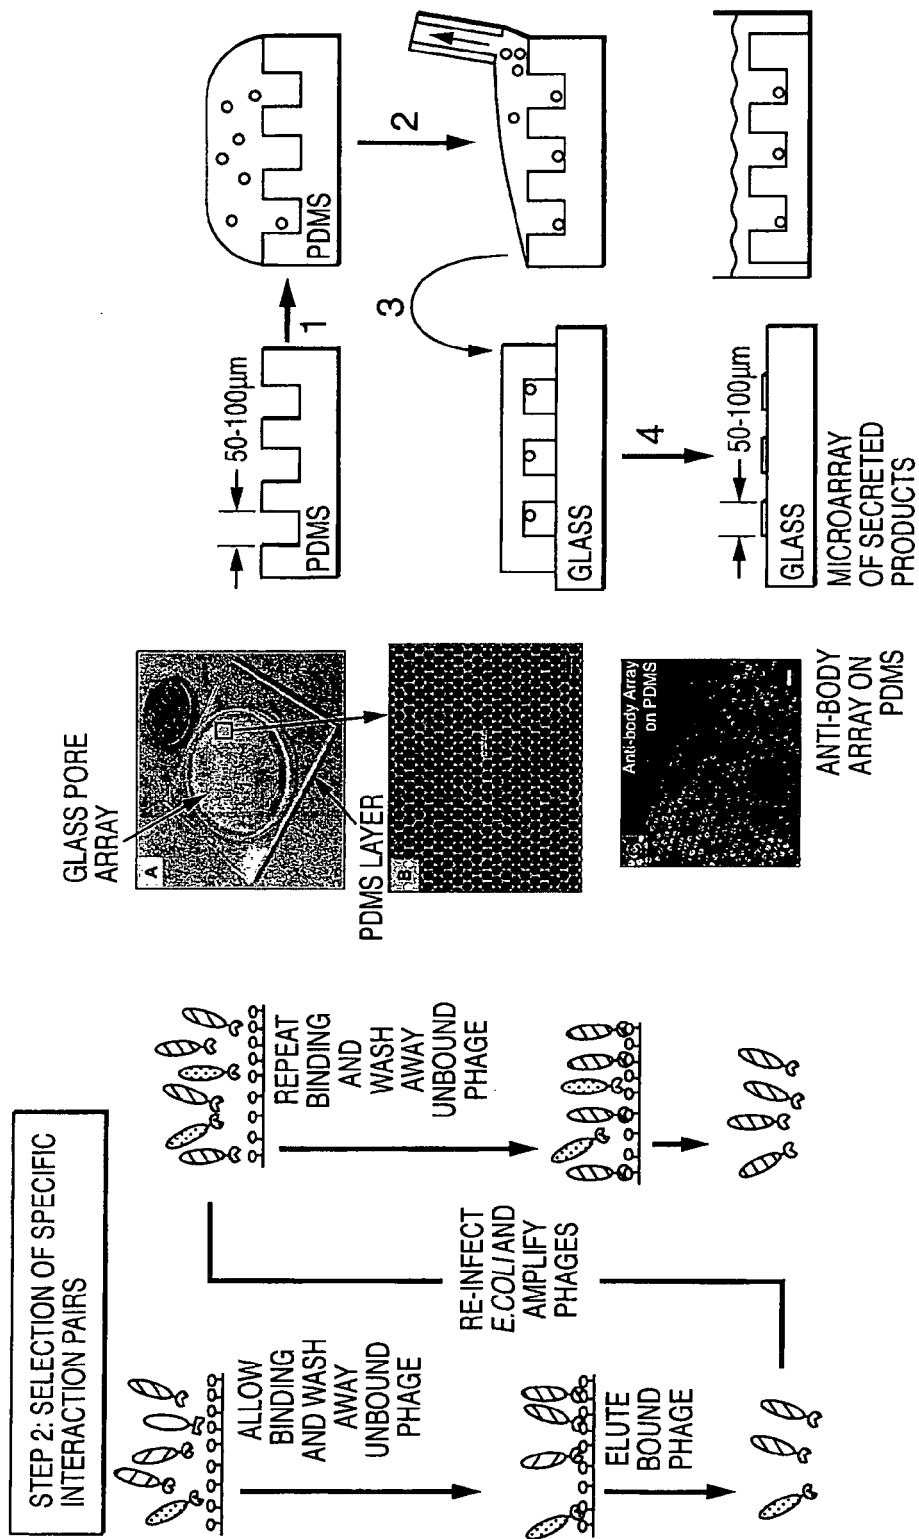 STEP 2: SELECTION OF SPECIFIC
INTERACTION PAIRS
ALLOW
BINDING
AND WASH
AWAY
UNBOUND
PHAGE
ELUTE
BOUND
PHAGE
RE-INFECT
E.COLI AND
AMPLIFY
PHAGES
REPEAT
BINDING
AND
WASH
AWAY
UNBOUND
PHAGE
GLASS PORE
ARRAY
A
PDMS LAYER
B
Anti-body Array
on PDMS
ANTI-BODY
ARRAY ON
PDMS
50-100µm
PDMS
1
PDMS
2
3
GLASS
4
50-100µm
GLASS
MICROARRAY
OF SECRETED
PRODUCTS